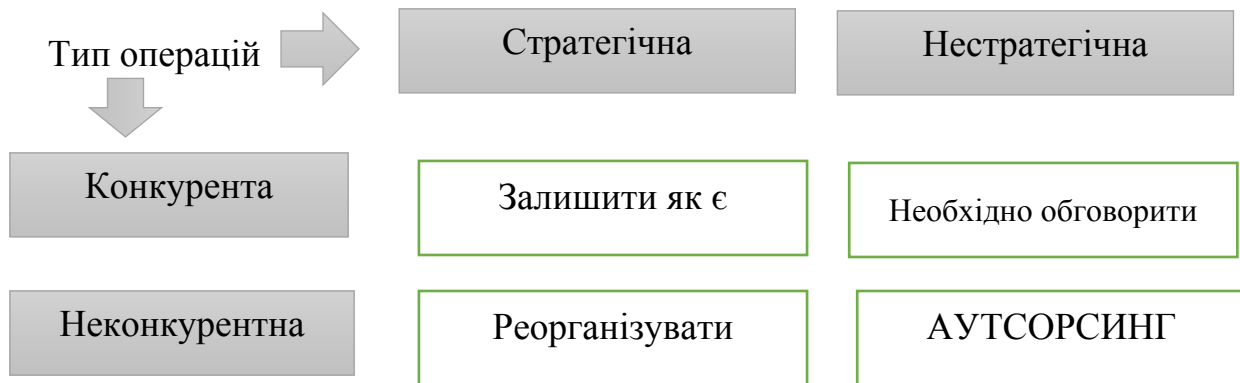 Тип операцій
Стратегічна
Нестратегічна
Конкурента
Залишити як є
Необхідно обговорити
Неконкурентна
Реорганізувати
АУТСОРСИНГ